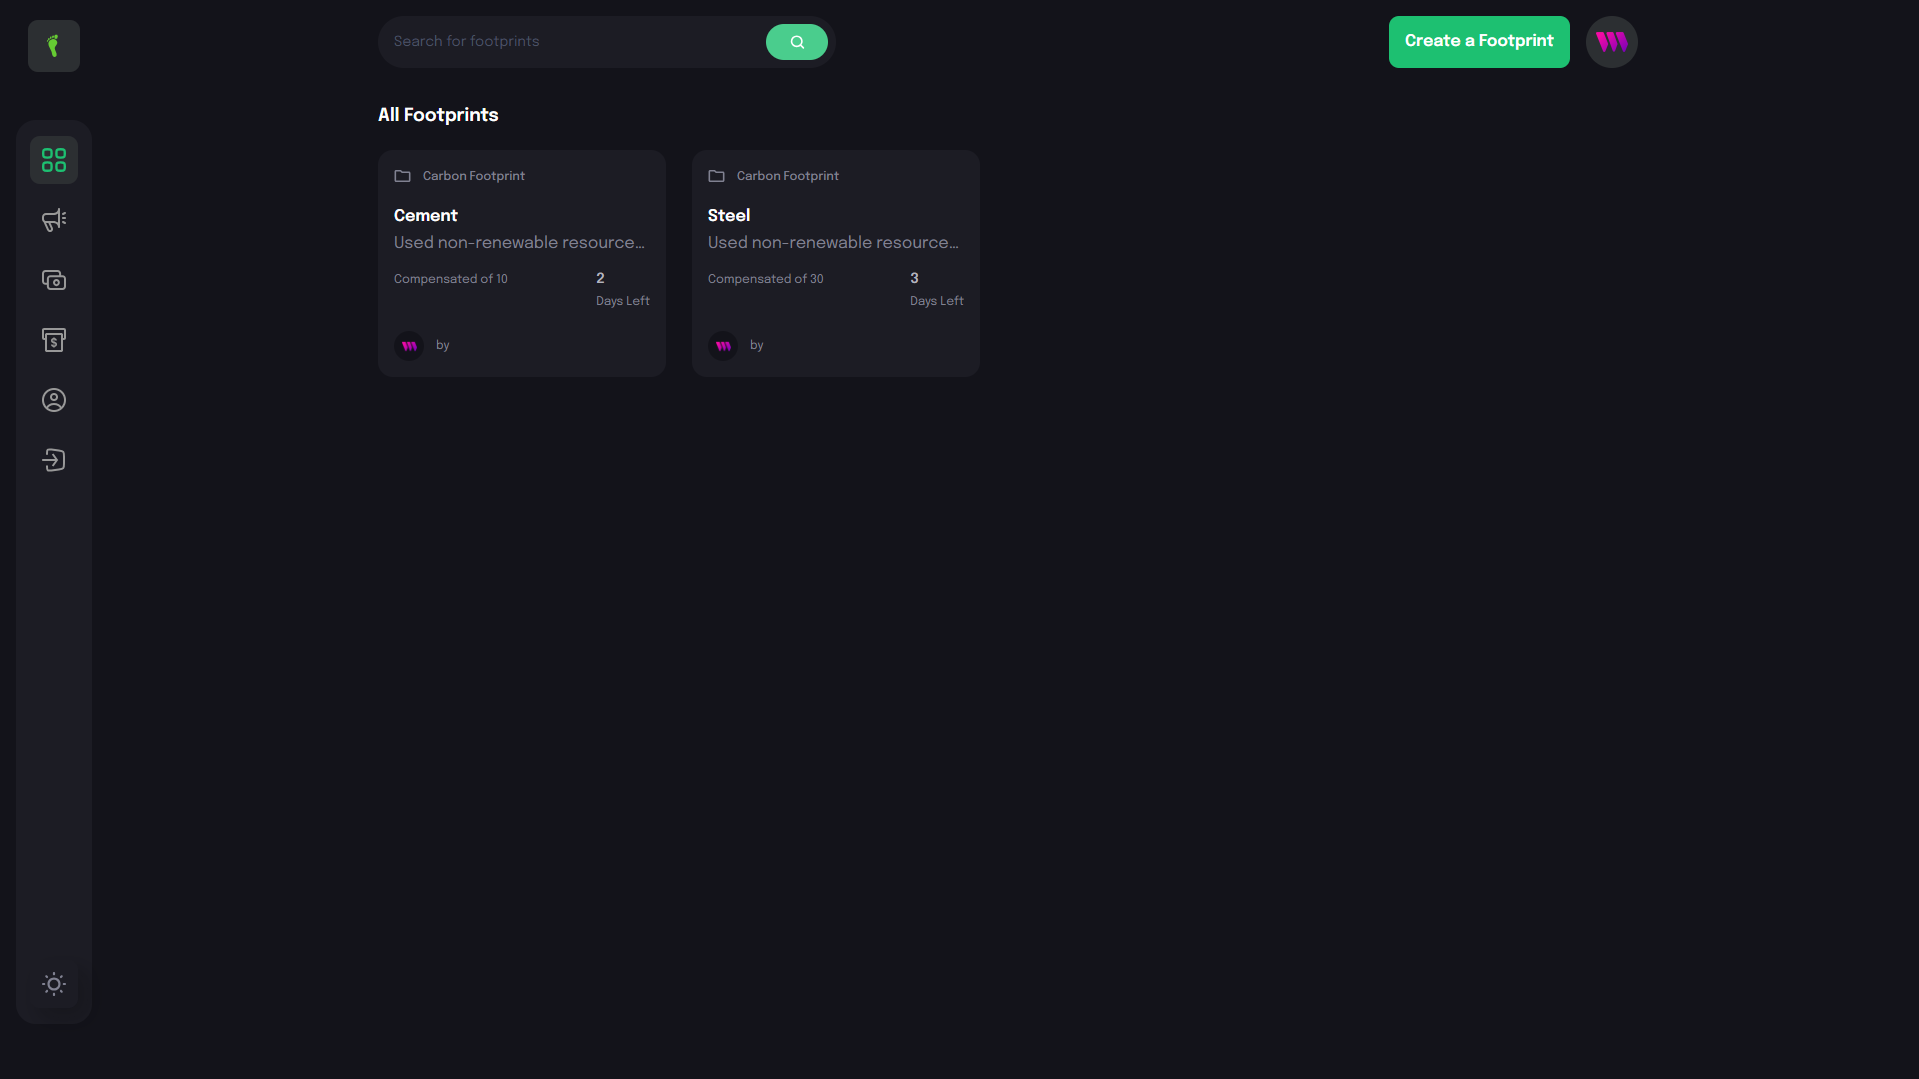 Search for footprints
Create a Footprint
All Footprints
Carbon Footprint
Cement
Used non-renewable resource...
Compensated of 10
2
Days Left
by
Carbon Footprint
Steel
Used non-renewable resource...
Compensated of 30
3
Days Left
by